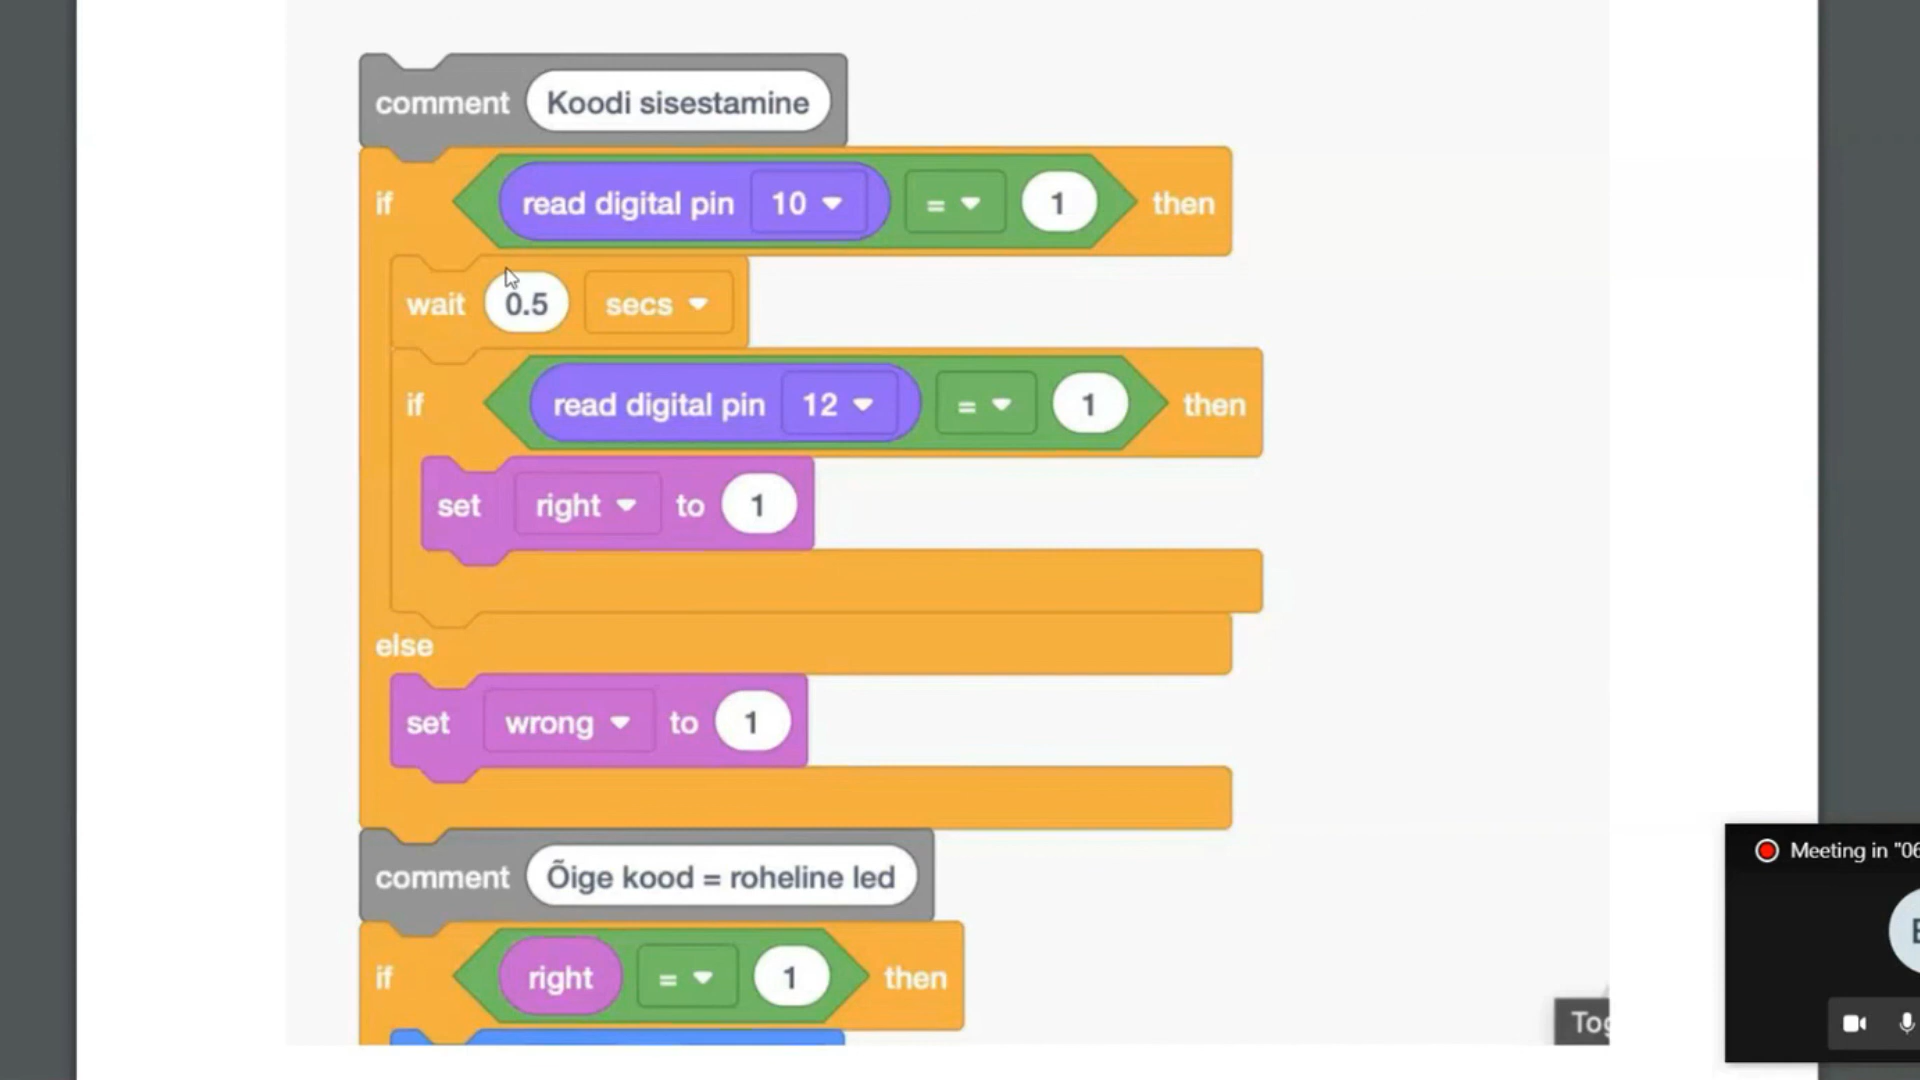 comment Koodi sisestamine
if read digital pin 10 = 1 then
wait 0.5 secs
if read digital pin 12 = 1 then
set right to 1
else
set wrong to 1
comment Õige kood = roheline led
if right = 1 then
Meeting in "06
Tog